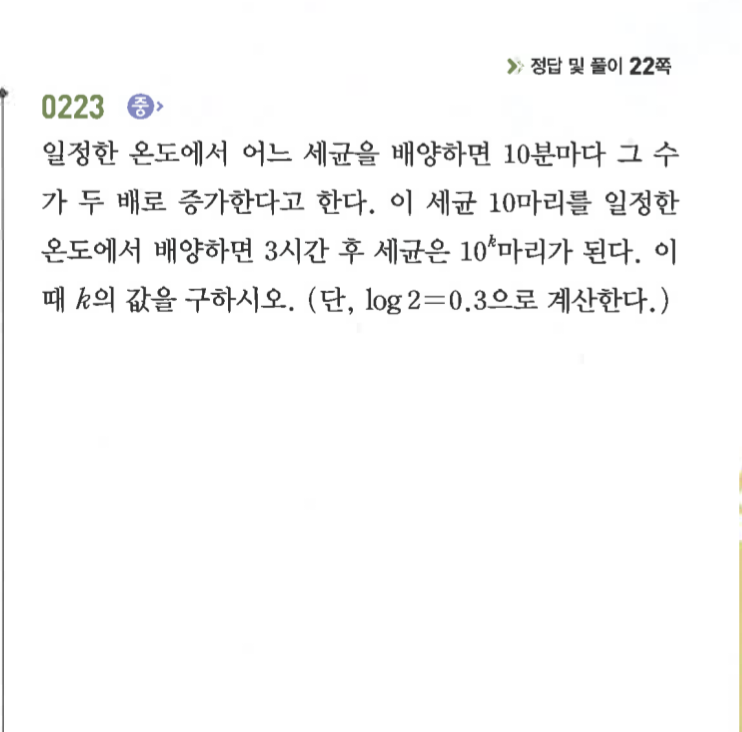 ≫ 정답 및 풀이 22쪽
0223 중>
일정한 온도에서 어느 세균을 배양하면 10분마다 그 수
가 두 배로 증가한다고 한다. 이 세균 10마리를 일정한
온도에서 배양하면 3시간 후 세균은 10ᵏ마리가 된다. 이
때 k의 값을 구하시오. (단, log 2=0.3으로 계산한다.)